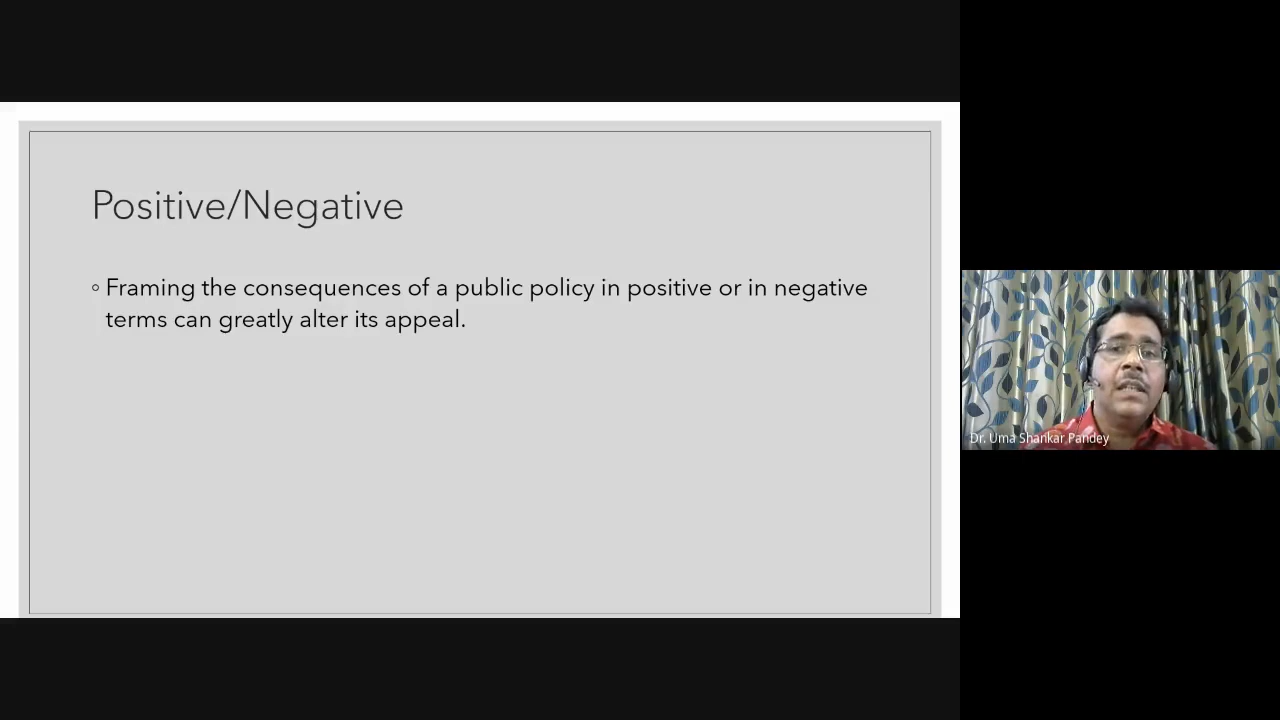 Positive/Negative
◦ Framing the consequences of a public policy in positive or in negative
terms can greatly alter its appeal.
Dr. Uma Shankar Pandey